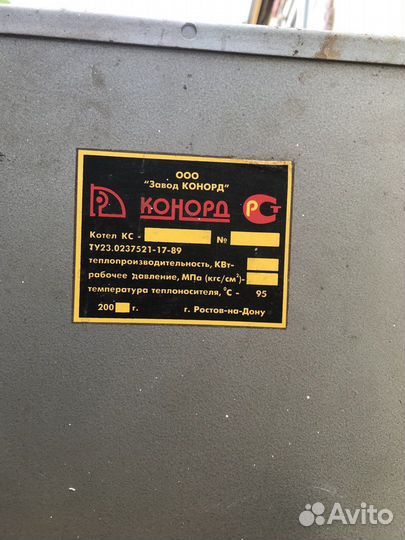 ООО
"Завод КОНОРД"
КОНОРД РСТ
Котел КС - №
ТУ23.0237521-17-89
теплопроизводительность, КВт-
рабочее давление, МПа (кгс/см²)-
температура теплоносителя, °С - 95
200 г. г. Ростов-на-Дону
Avito